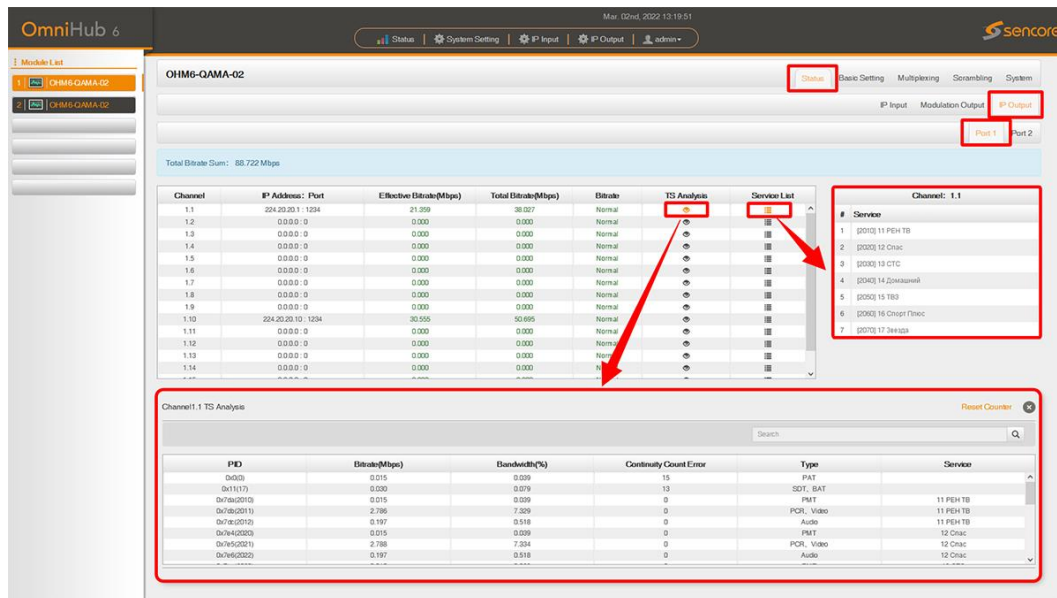 Mar. 02nd, 2022 13:19:51
OmniHub 6
Status | System Setting | IP Input | IP Output | admin
sencore
Module List
1 OHM6-QAMA-02
2 OHM6-QAMA-02
OHM6-QAMA-02
Status Basic Setting Multiplexing Scrambling System
IP Input Modulation Output IP Output
Port 1 Port 2
Total Bitrate Sum: 88.722 Mbps
Channel IP Address: Port Effective Bitrate(Mbps) Total Bitrate(Mbps) Bitrate TS Analysis Service List
1.1 224.20.20.1 : 1234 21.359 38.027 Normal
1.2 0.0.0.0 : 0 0.000 0.000 Normal
1.3 0.0.0.0 : 0 0.000 0.000 Normal
1.4 0.0.0.0 : 0 0.000 0.000 Normal
1.5 0.0.0.0 : 0 0.000 0.000 Normal
1.6 0.0.0.0 : 0 0.000 0.000 Normal
1.7 0.0.0.0 : 0 0.000 0.000 Normal
1.8 0.0.0.0 : 0 0.000 0.000 Normal
1.9 0.0.0.0 : 0 0.000 0.000 Normal
1.10 224.20.20.10 : 1234 30.555 50.695 Normal
1.11 0.0.0.0 : 0 0.000 0.000 Normal
1.12 0.0.0.0 : 0 0.000 0.000 Normal
1.13 0.0.0.0 : 0 0.000 0.000
1.14 0.0.0.0 : 0 0.000 0.000
Channel: 1.1
# Service
1 [2010] 11 РЕН ТВ
2 [2020] 12 Спас
3 [2030] 13 СТС
4 [2040] 14 Домашний
5 [2050] 15 ТВ3
6 [2060] 16 Спорт Плюс
7 [2070] 17 Звезда
Channel1.1 TS Analysis Reset Counter
Search
PID Bitrate(Mbps) Bandwidth(%) Continuity Count Error Type Service
0x0(0) 0.015 0.039 15 PAT
0x11(17) 0.030 0.079 13 SDT, BAT
0x7da(2010) 0.015 0.039 0 PMT 11 РЕН ТВ
0x7db(2011) 2.786 7.329 0 PCR, Video 11 РЕН ТВ
0x7dc(2012) 0.197 0.518 0 Audio 11 РЕН ТВ
0x7e4(2020) 0.015 0.039 0 PMT 12 Спас
0x7e5(2021) 2.788 7.334 0 PCR, Video 12 Спас
0x7e6(2022) 0.197 0.518 0 Audio 12 Спас